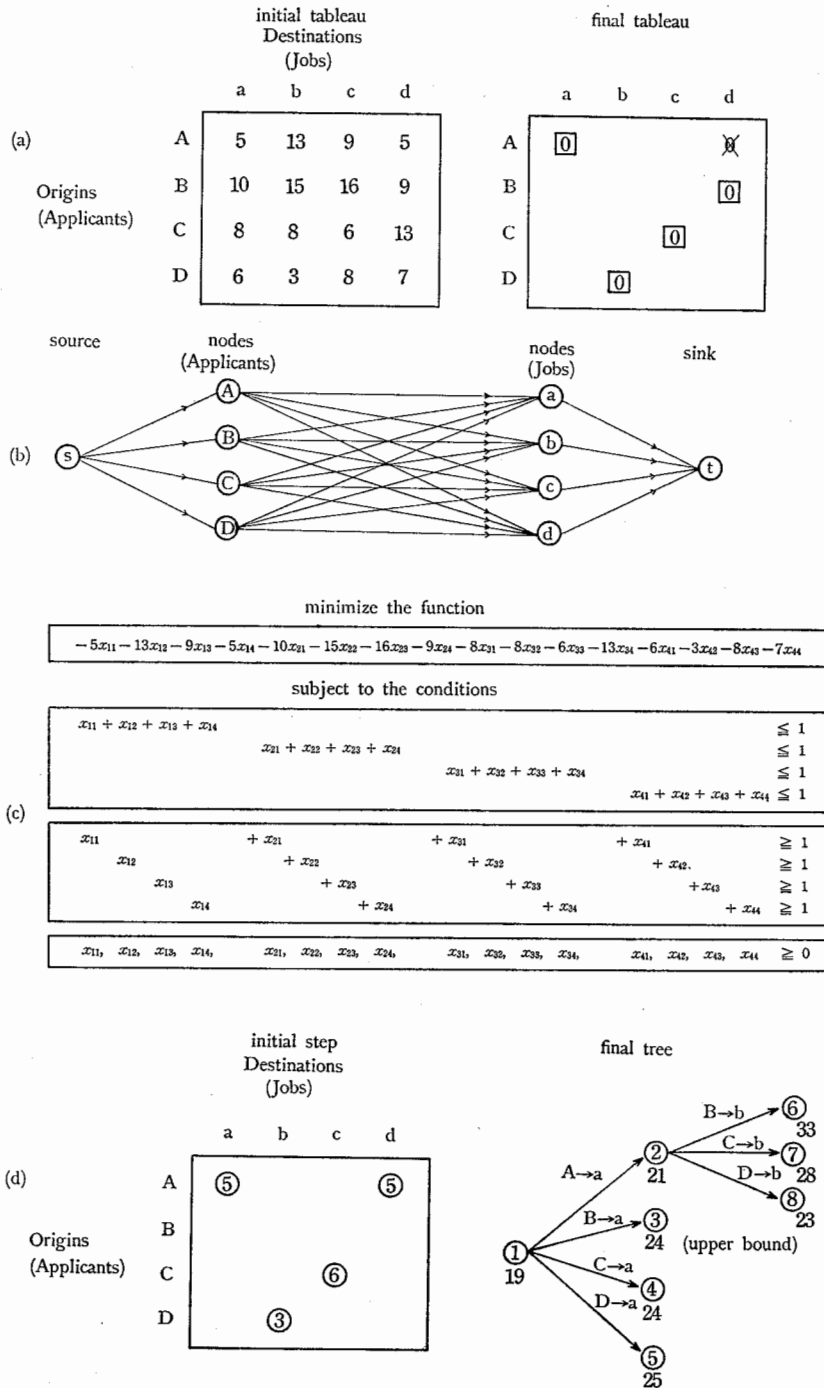 initial tableau
Destinations
(Jobs)
final tableau
a b c d
a b c d
(a)
Origins
(Applicants)
A 5 13 9 5
B 10 15 16 9
C 8 8 6 13
D 6 3 8 7
A 0 0
B 0
C 0
D 0
source
nodes
(Applicants)
nodes
(Jobs)
sink
(b)
s
A
B
C
D
a
b
c
d
t
minimize the function
−5x₁₁−13x₁₂−9x₁₃−5x₁₄−10x₂₁−15x₂₂−16x₂₃−9x₂₄−8x₃₁−8x₃₂−6x₃₃−13x₃₄−6x₄₁−3x₄₂−8x₄₃−7x₄₄
subject to the conditions
(c)
x₁₁ + x₁₂ + x₁₃ + x₁₄ ≦ 1
x₂₁ + x₂₂ + x₂₃ + x₂₄ ≦ 1
x₃₁ + x₃₂ + x₃₃ + x₃₄ ≦ 1
x₄₁ + x₄₂ + x₄₃ + x₄₄ ≦ 1
x₁₁ + x₂₁ + x₃₁ + x₄₁ ≧ 1
x₁₂ + x₂₂ + x₃₂ + x₄₂. ≧ 1
x₁₃ + x₂₃ + x₃₃ + x₄₃ ≧ 1
x₁₄ + x₂₄ + x₃₄ + x₄₄ ≧ 1
x₁₁, x₁₂, x₁₃, x₁₄, x₂₁, x₂₂, x₂₃, x₂₄, x₃₁, x₃₂, x₃₃, x₃₄, x₄₁, x₄₂, x₄₃, x₄₄ ≧ 0
initial step
Destinations
(Jobs)
final tree
a b c d
(d)
Origins
(Applicants)
A 5 5
B
C 6
D 3
1
19
A→a
2
21
B→a
3
24
(upper bound)
C→a
4
24
D→a
5
25
B→b
6
33
C→b
7
28
D→b
8
23